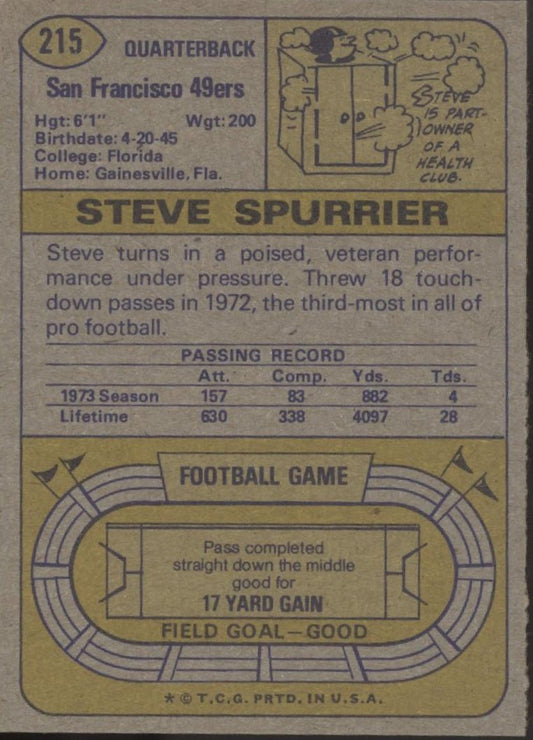 215
QUARTERBACK
San Francisco 49ers
Hgt: 6'1" Wgt: 200
Birthdate: 4-20-45
College: Florida
Home: Gainesville, Fla.
STEVE
IS PART-
OWNER
OF A
HEALTH
CLUB.
STEVE SPURRIER
Steve turns in a poised, veteran perfor-
mance under pressure. Threw 18 touch-
down passes in 1972, the third-most in all of
pro football.
PASSING RECORD
Att. Comp. Yds. Tds.
1973 Season 157 83 882 4
Lifetime 630 338 4097 28
FOOTBALL GAME
Pass completed
straight down the middle
good for
17 YARD GAIN
FIELD GOAL—GOOD
* © T.C.G. PRTD. IN U.S.A.